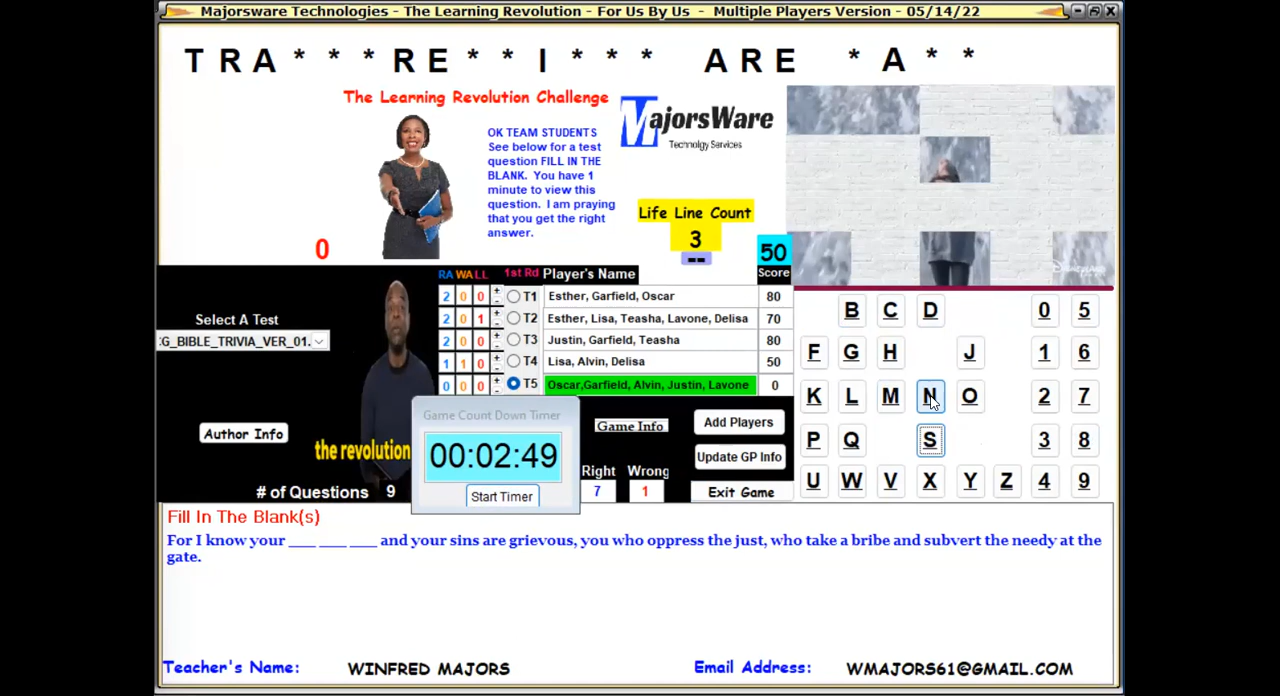 Majorsware Technologies - The Learning Revolution - For Us By Us - Multiple Players Version - 05/14/22
TRA***RE**I*** ARE *A**
The Learning Revolution Challenge
OK TEAM STUDENTS
See below for a test
question FILL IN THE
BLANK. You have 1
minute to view this
question. I am praying
that you get the right
answer.
MajorsWare
Technolgy Services
Life Line Count
3
--
0
50
Score
RA WA LL 1st Rd Player's Name
2 0 0 + - T1 Esther, Garfield, Oscar 80
2 0 1 + - T2 Esther, Lisa, Teasha, Lavone, Delisa 70
2 0 0 + - T3 Justin, Garfield, Teasha 80
1 1 0 + - T4 Lisa, Alvin, Delisa 50
0 0 0 + - T5 Oscar,Garfield, Alvin, Justin, Lavone 0
Select A Test
:G_BIBLE_TRIVIA_VER_01.
Author Info
the revolution
# of Questions 9
Game Count Down Timer
00:02:49
Start Timer
Game Info
Right Wrong
7 1
Add Players
Update GP Info
Exit Game
B C D 0 5
F G H J 1 6
K L M N O 2 7
P Q S 3 8
U W V X Y Z 4 9
Fill In The Blank(s)
For I know your ____ ____ ____ and your sins are grievous, you who oppress the just, who take a bribe and subvert the needy at the
gate.
Teacher's Name: WINFRED MAJORS Email Address: WMAJORS61@GMAIL.COM